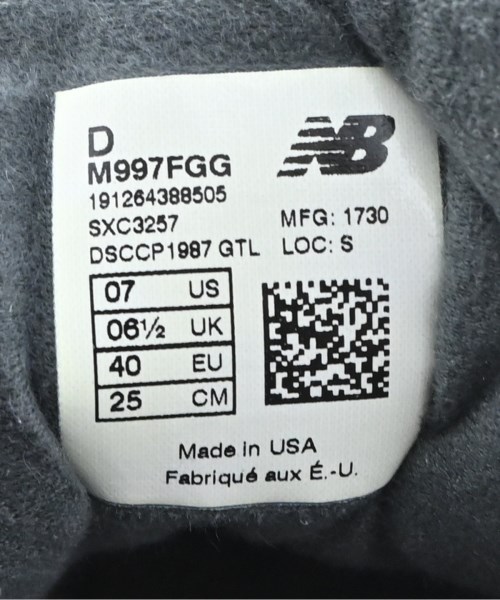 D
NB
M997FGG
191264388505
SXC3257 MFG: 1730
DSCCP1987 GTL LOC: S
07 US
06½ UK
40 EU
25 CM
Made in USA
Fabriqué aux É.-U.